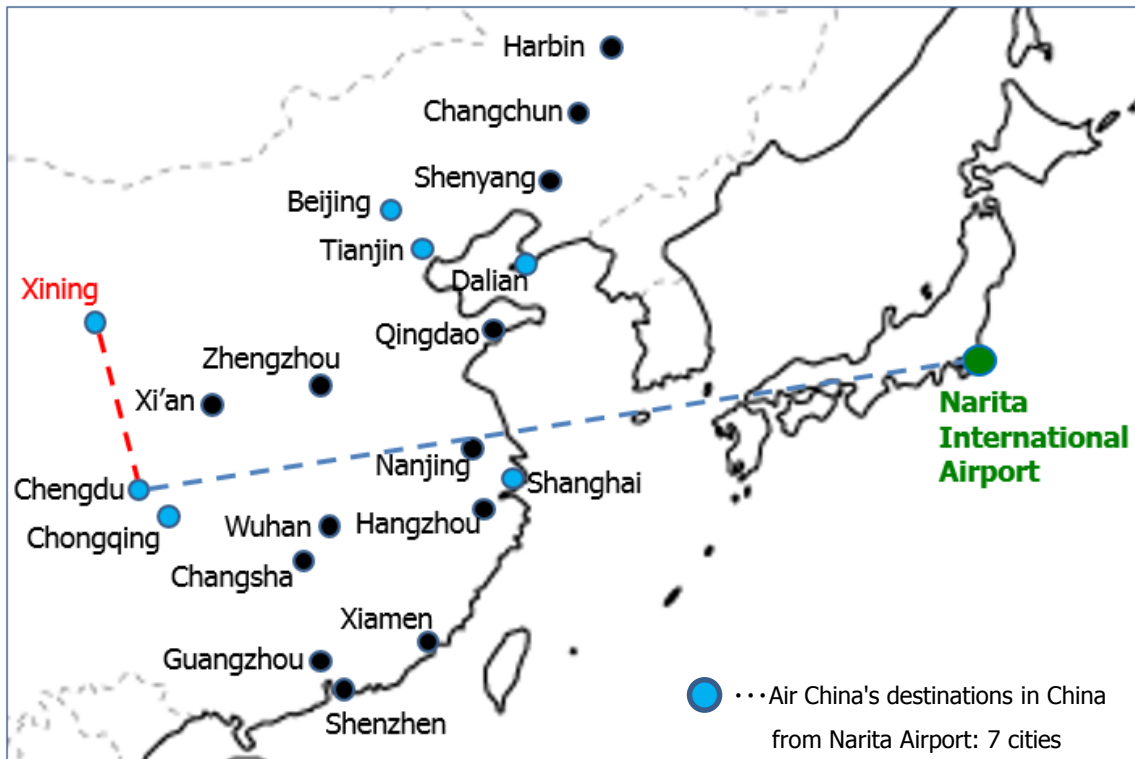 Harbin
Changchun
Shenyang
Beijing
Tianjin
Dalian
Xining
Qingdao
Zhengzhou
Xi’an
Narita
International
Airport
Nanjing
Chengdu
Shanghai
Chongqing
Wuhan
Hangzhou
Changsha
Xiamen
Guangzhou
Shenzhen
···Air China's destinations in China
from Narita Airport: 7 cities